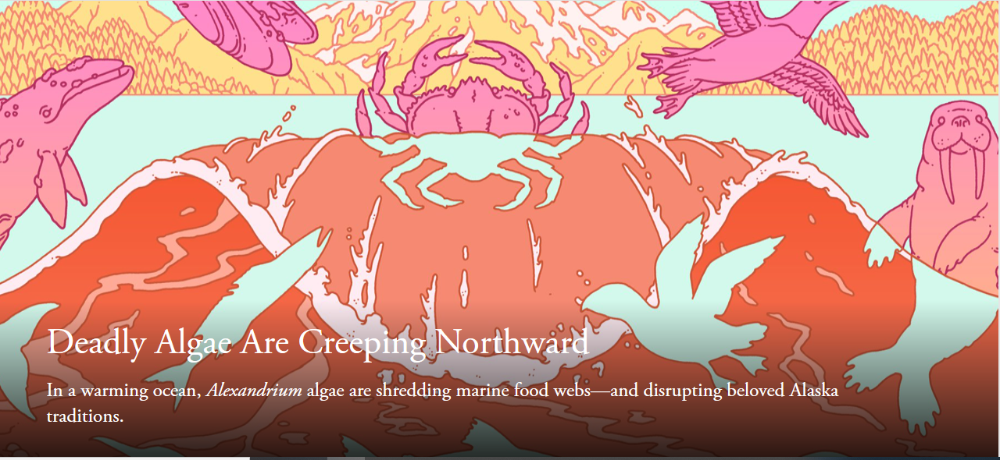 Deadly Algae Are Creeping Northward
In a warming ocean, Alexandrium algae are shredding marine food webs—and disrupting beloved Alaska
traditions.